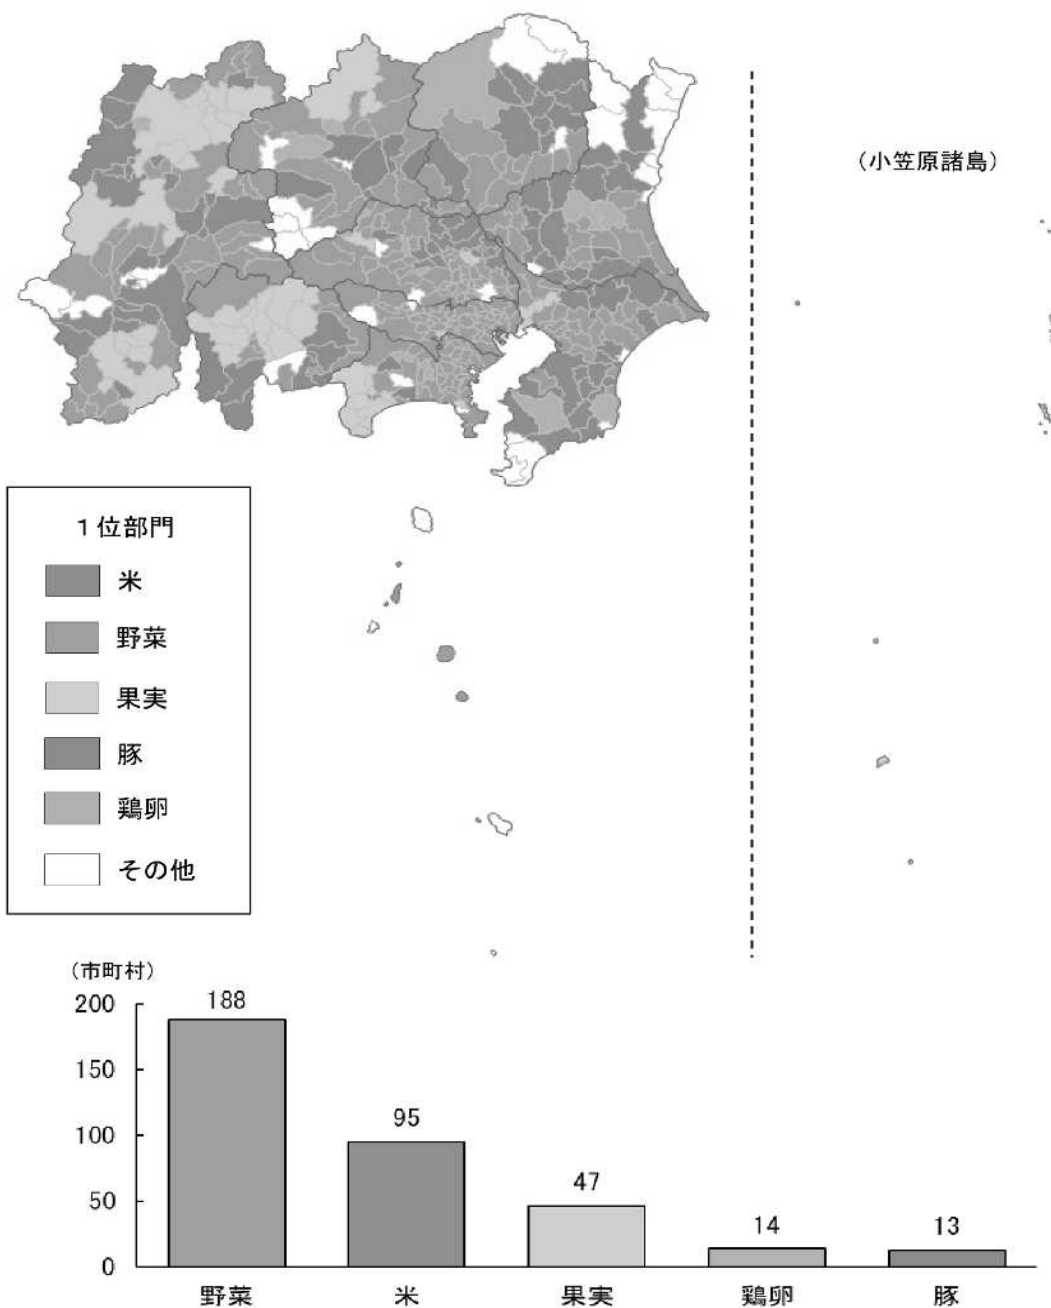 （小笠原諸島）
１位部門
米
野菜
果実
豚
鶏卵
その他
（市町村）
200
150
100
50
0
188
95
47
14
13
野菜
米
果実
鶏卵
豚